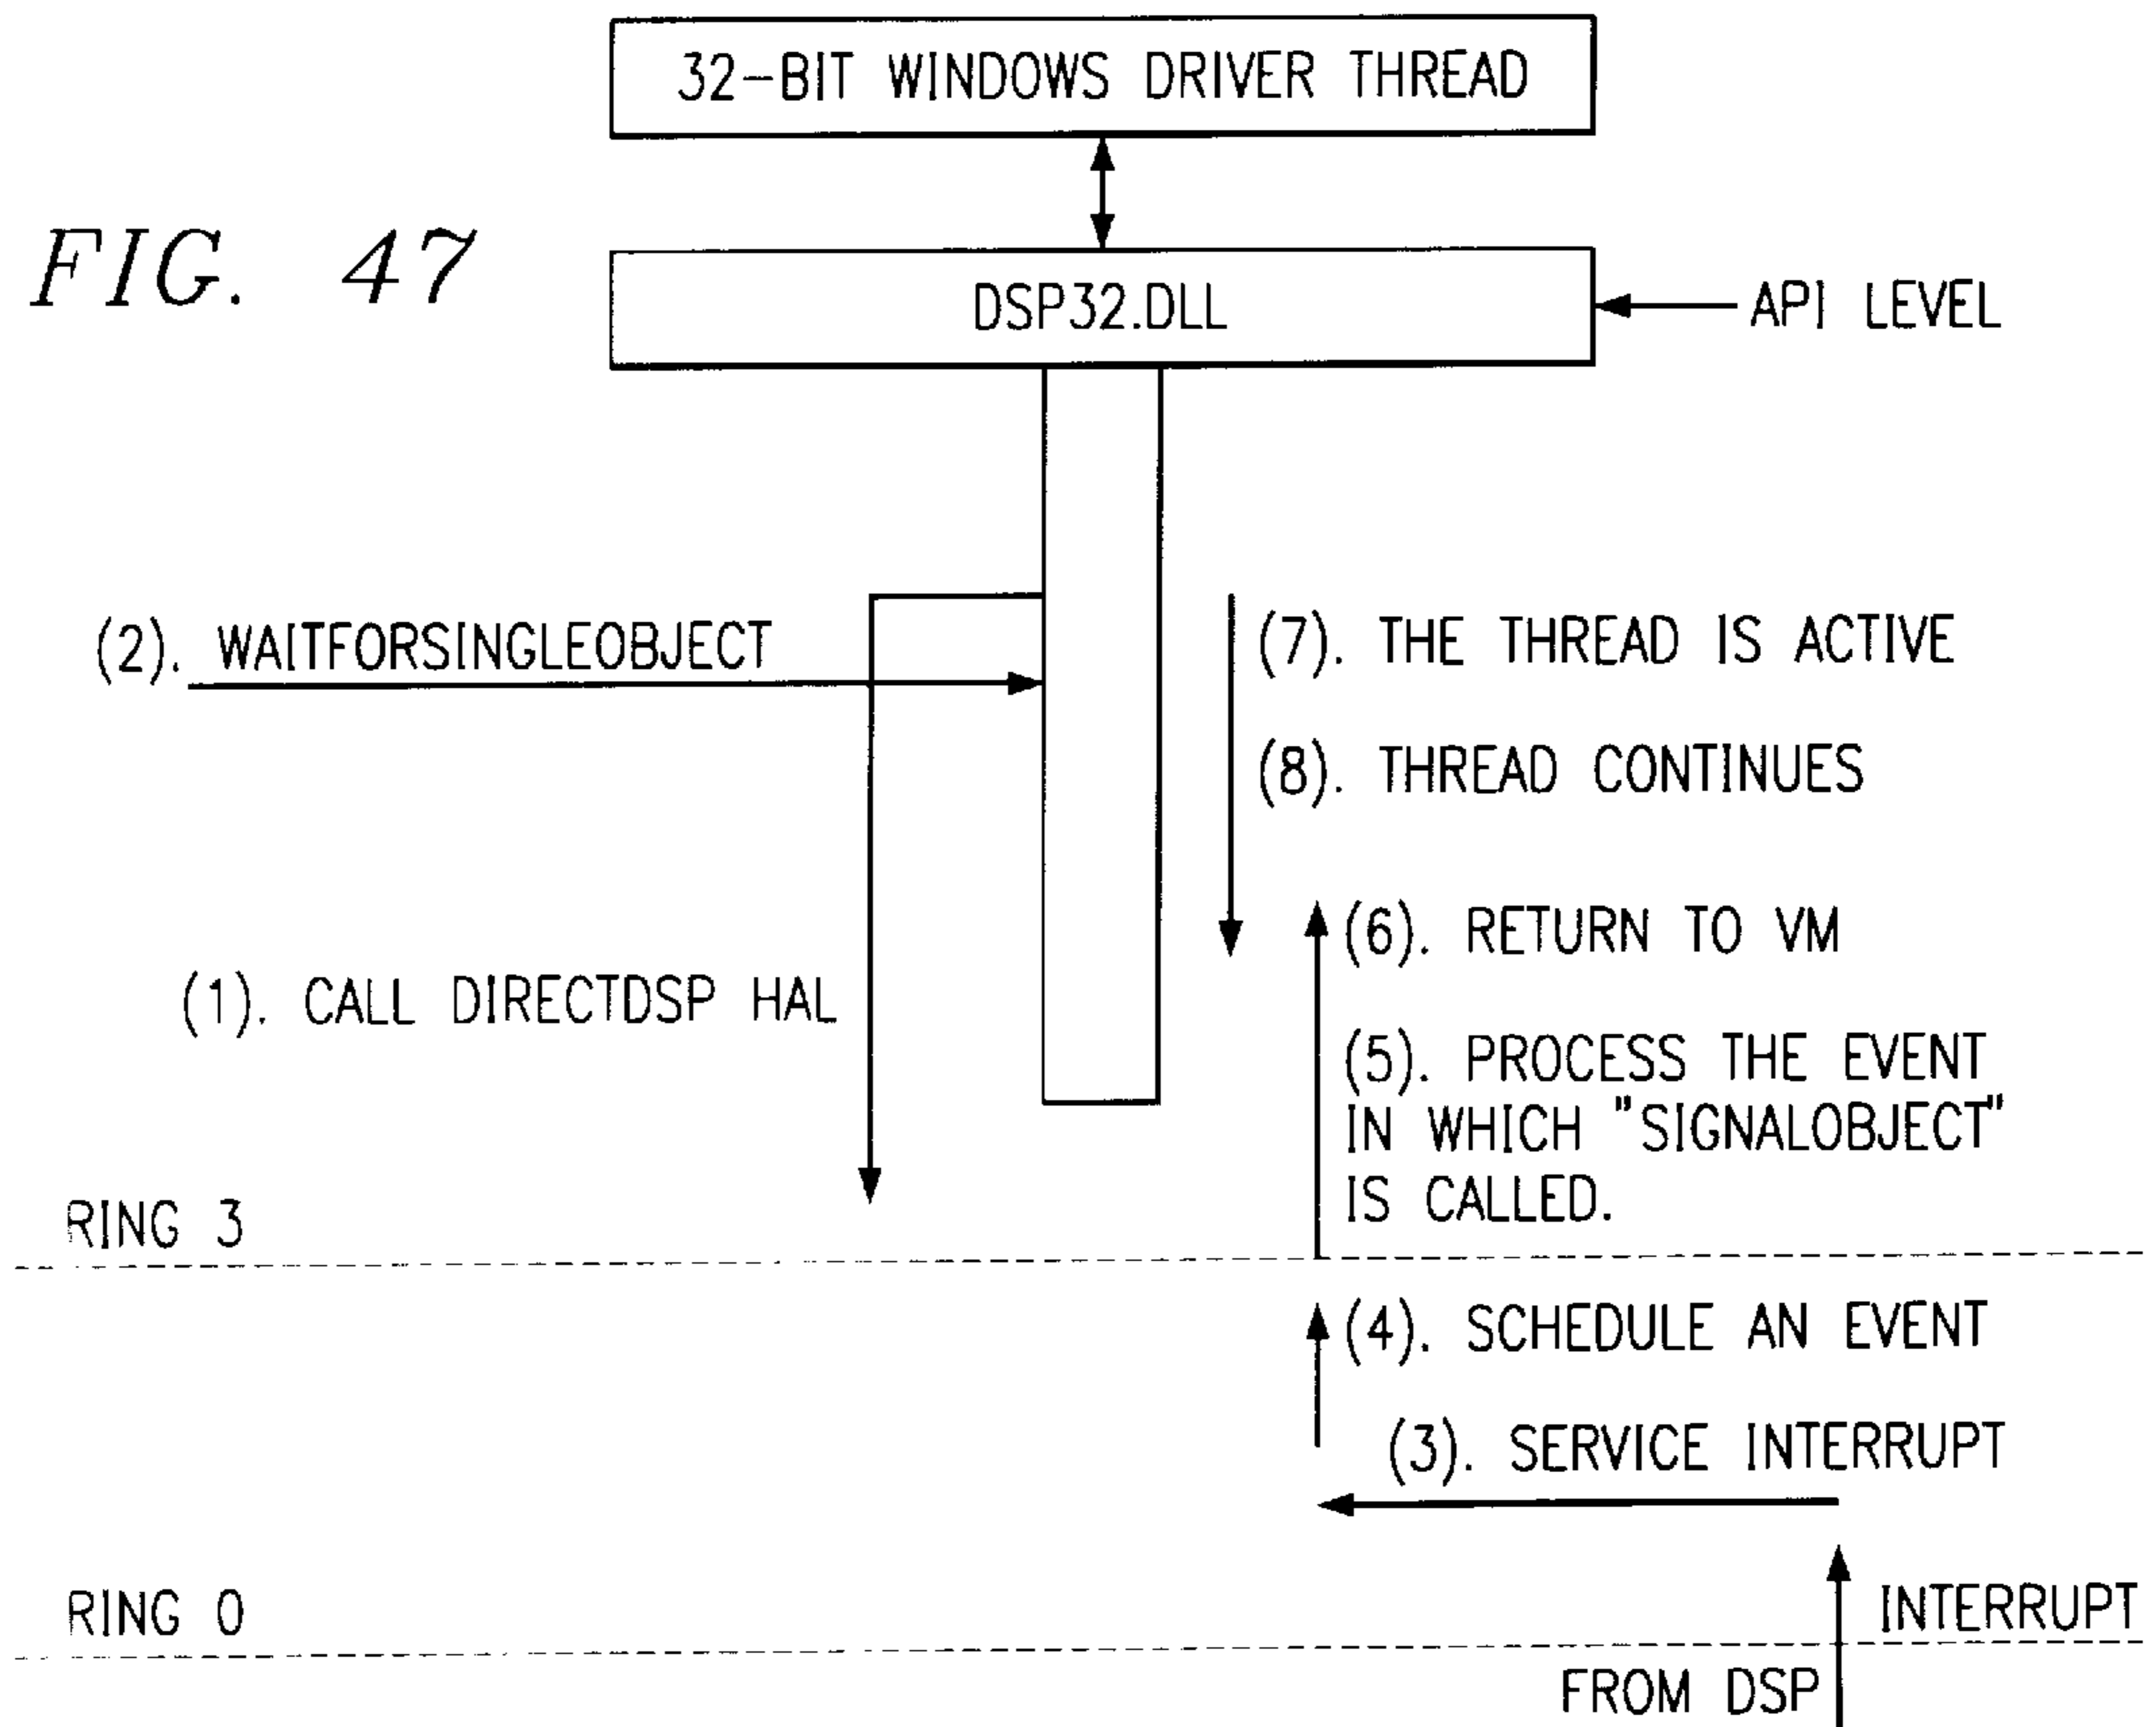 32-BIT WINDOWS DRIVER THREAD
FIG. 47
DSP32.DLL
API LEVEL
(2). WAITFORSINGLEOBJECT
(7). THE THREAD IS ACTIVE
(8). THREAD CONTINUES
(6). RETURN TO VM
(1). CALL DIRECTDSP HAL
(5). PROCESS THE EVENT
IN WHICH "SIGNALOBJECT"
IS CALLED.
RING 3
(4). SCHEDULE AN EVENT
(3). SERVICE INTERRUPT
RING 0
INTERRUPT
FROM DSP